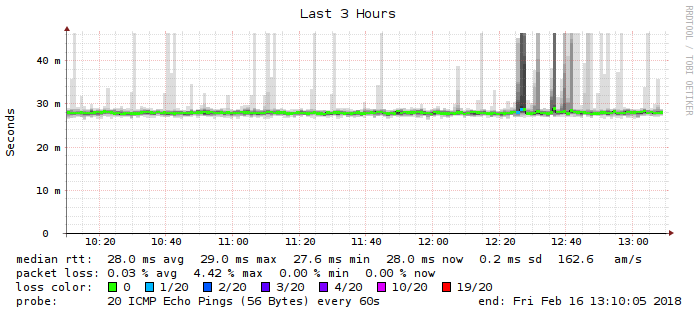 Last 3 Hours
RRDTOOL / TOBI OETIKER
Seconds
40 m
30 m
20 m
10 m
0
10:20 10:40 11:00 11:20 11:40 12:00 12:20 12:40 13:00
median rtt: 28.0 ms avg 29.0 ms max 27.6 ms min 28.0 ms now 0.2 ms sd 162.6 am/s
packet loss: 0.03 % avg 4.42 % max 0.00 % min 0.00 % now
loss color: 0 1/20 2/20 3/20 4/20 10/20 19/20
probe: 20 ICMP Echo Pings (56 Bytes) every 60s end: Fri Feb 16 13:10:05 2018